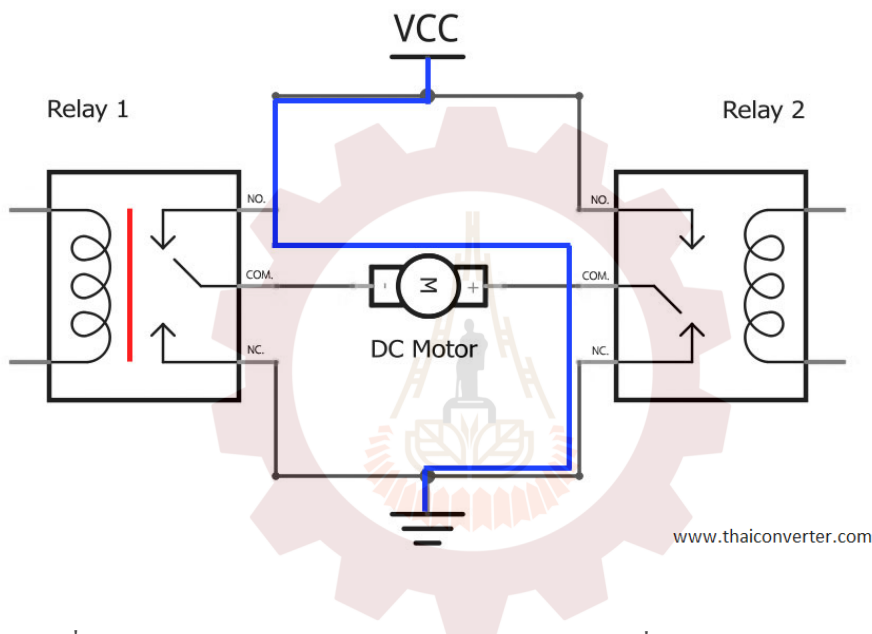 VCC
Relay 1
Relay 2
NO.
NO.
COM.
COM.
- M +
DC Motor
NC.
NC.
www.thaiconverter.com